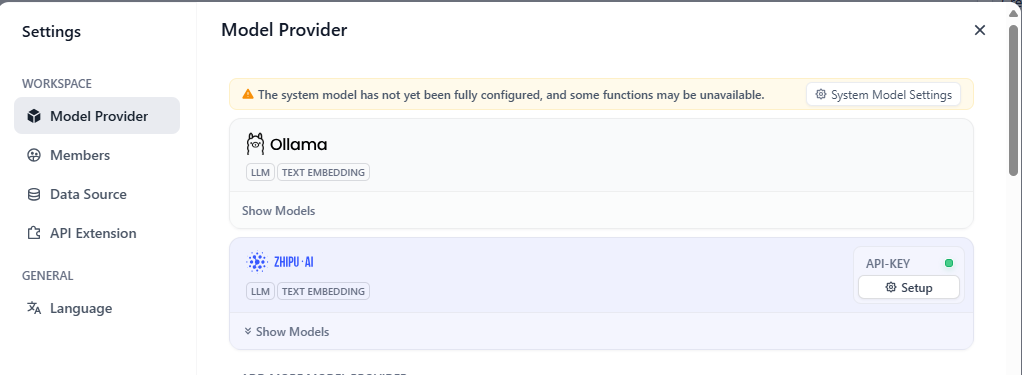 Settings
Model Provider
WORKSPACE
Model Provider
Members
Data Source
API Extension
GENERAL
Language
The system model has not yet been fully configured, and some functions may be unavailable.
System Model Settings
Ollama
LLM TEXT EMBEDDING
Show Models
ZHIPU·AI
LLM TEXT EMBEDDING
API-KEY
Setup
Show Models